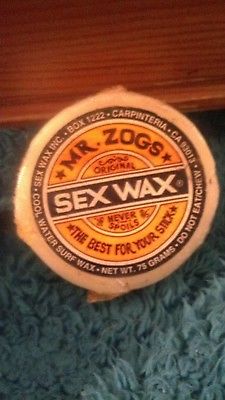 SEX WAX INC. • BOX 1222 • CARPINTERIA • CA 93013 •
MR. ZOGS
ORIGINAL
SEX WAX®
NEVER
SPOILS
THE BEST FOR YOUR STICK
COOL WATER SURF WAX • NET WT. 75 GRAMS • DO NOT EAT/CHEW